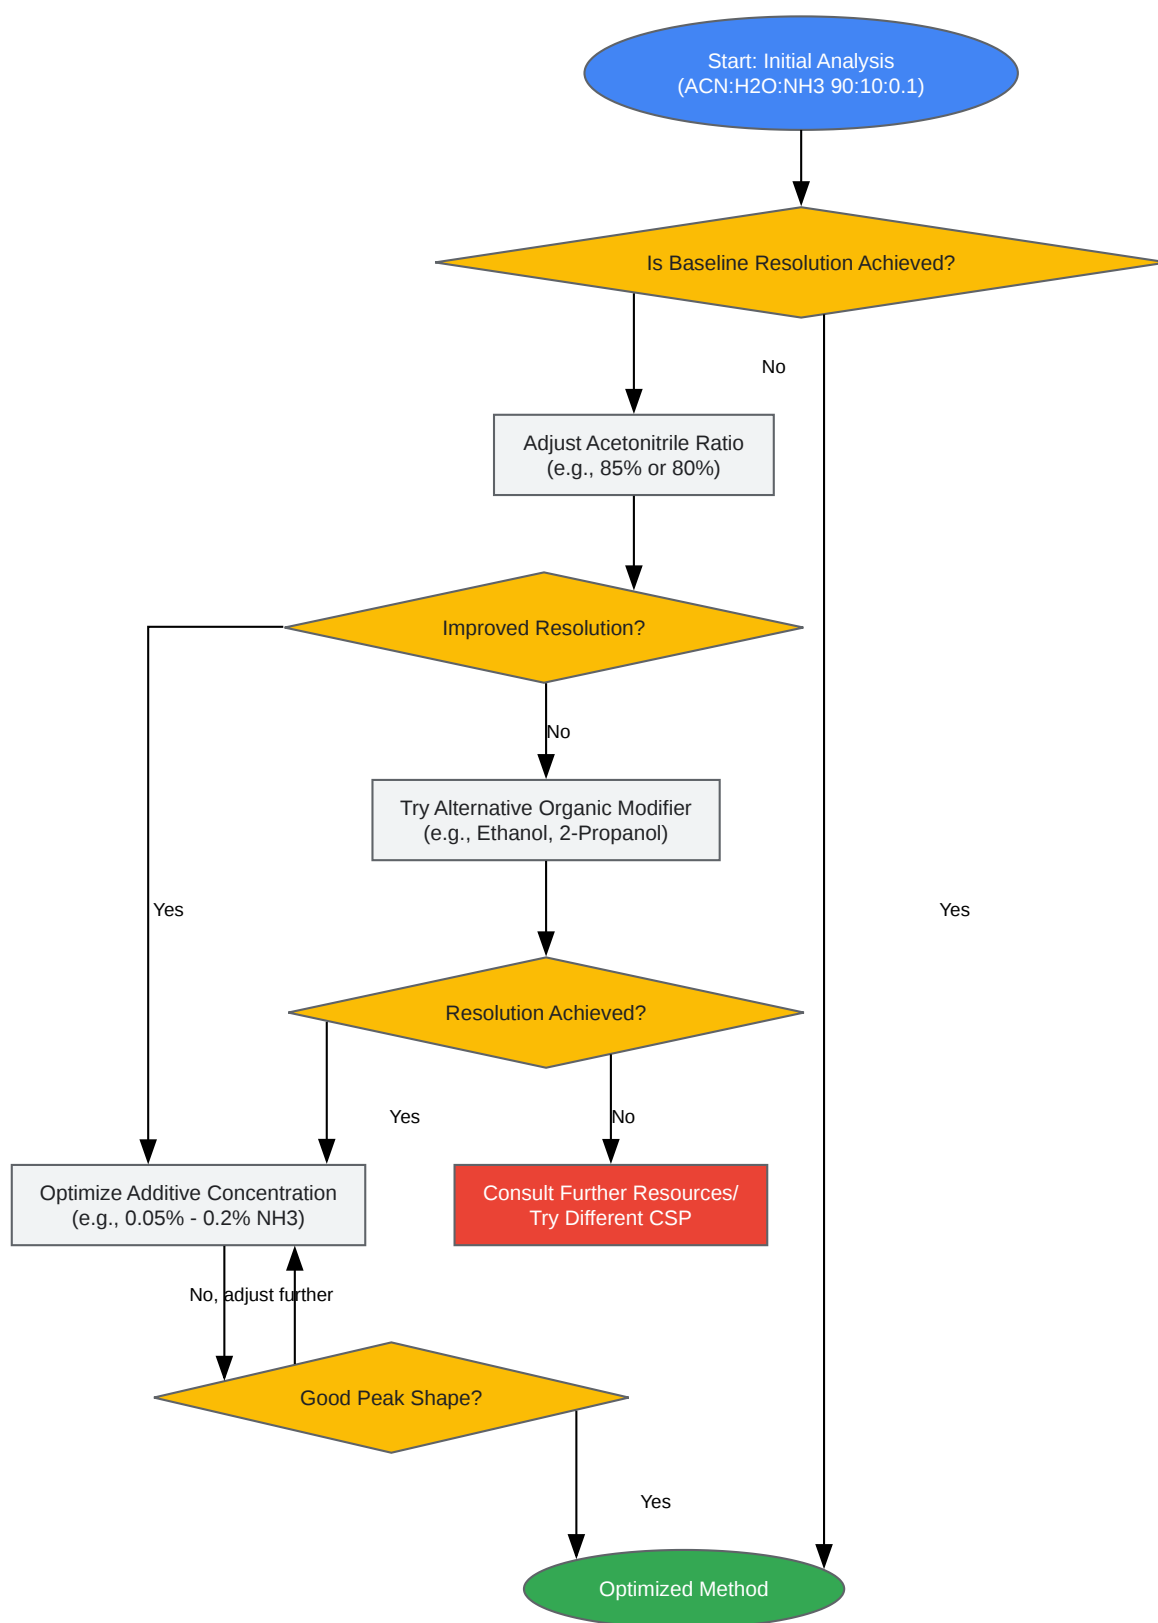 Start: Initial Analysis
(ACN:H2O:NH3 90:10:0.1)
Is Baseline Resolution Achieved?
No
Adjust Acetonitrile Ratio
(e.g., 85% or 80%)
Improved Resolution?
No
Try Alternative Organic Modifier
(e.g., Ethanol, 2-Propanol)
Yes
Yes
Resolution Achieved?
Yes
No
Optimize Additive Concentration
(e.g., 0.05% - 0.2% NH3)
Consult Further Resources/
Try Different CSP
No, adjust further
Good Peak Shape?
Yes
Optimized Method